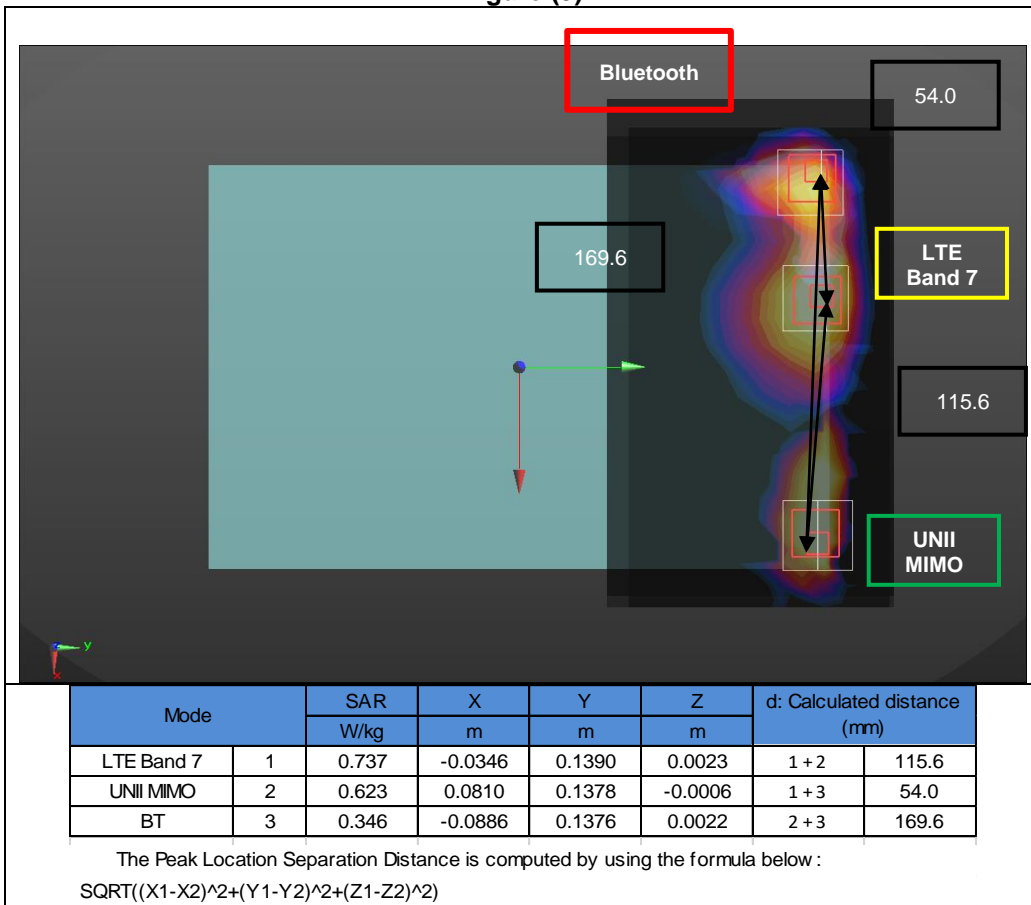 Bluetooth
54.0
169.6
LTE
Band 7
115.6
UNII
MIMO
y
x
Mode SAR X Y Z d: Calculated distance (mm)
W/kg m m m
LTE Band 7 1 0.737 -0.0346 0.1390 0.0023 1 + 2 115.6
UNII MIMO 2 0.623 0.0810 0.1378 -0.0006 1 + 3 54.0
BT 3 0.346 -0.0886 0.1376 0.0022 2 + 3 169.6
The Peak Location Separation Distance is computed by using the formula below :
SQRT((X1-X2)^2+(Y1-Y2)^2+(Z1-Z2)^2)